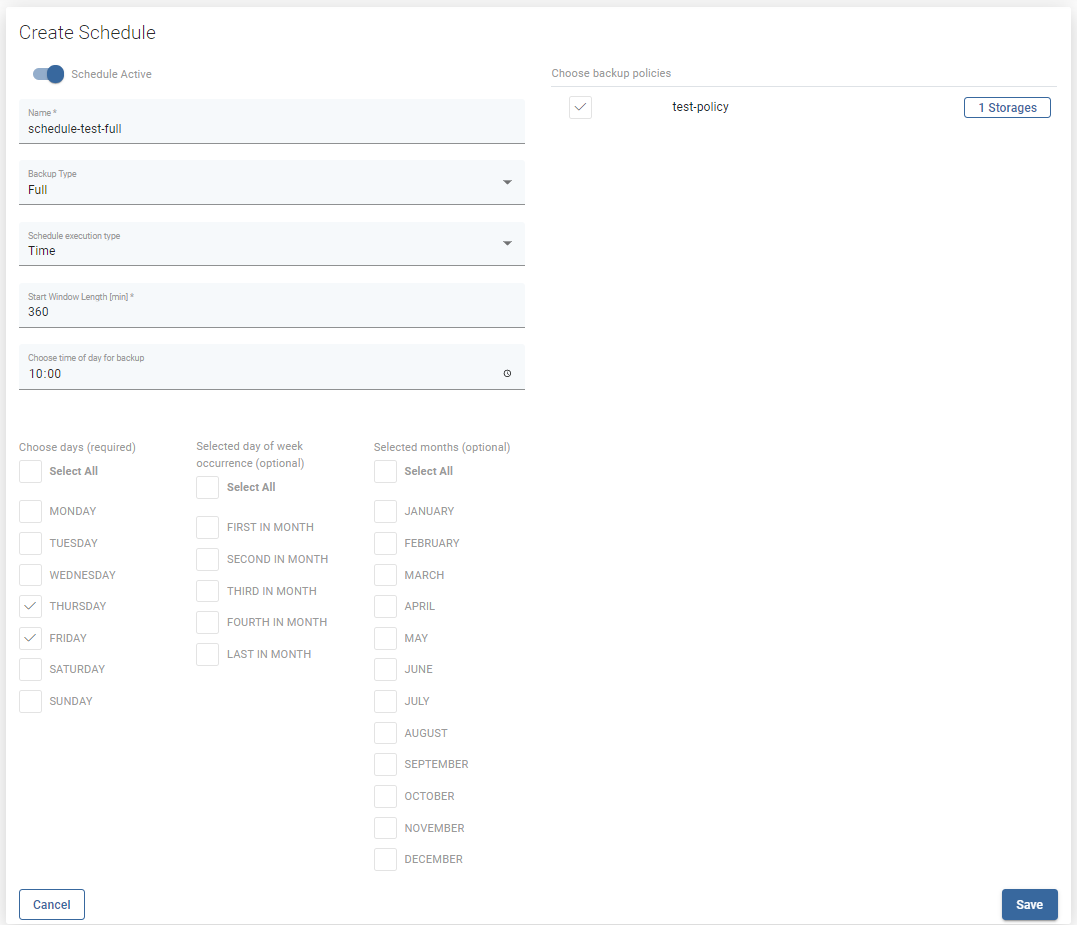 Create Schedule
Schedule Active
Name *
schedule-test-full
Backup Type
Full
Schedule execution type
Time
Start Window Length [min] *
360
Choose time of day for backup
10:00
Choose backup policies
test-policy
1 Storages
Choose days (required)
Select All
MONDAY
TUESDAY
WEDNESDAY
THURSDAY
FRIDAY
SATURDAY
SUNDAY
Selected day of week
occurrence (optional)
Select All
FIRST IN MONTH
SECOND IN MONTH
THIRD IN MONTH
FOURTH IN MONTH
LAST IN MONTH
Selected months (optional)
Select All
JANUARY
FEBRUARY
MARCH
APRIL
MAY
JUNE
JULY
AUGUST
SEPTEMBER
OCTOBER
NOVEMBER
DECEMBER
Cancel
Save